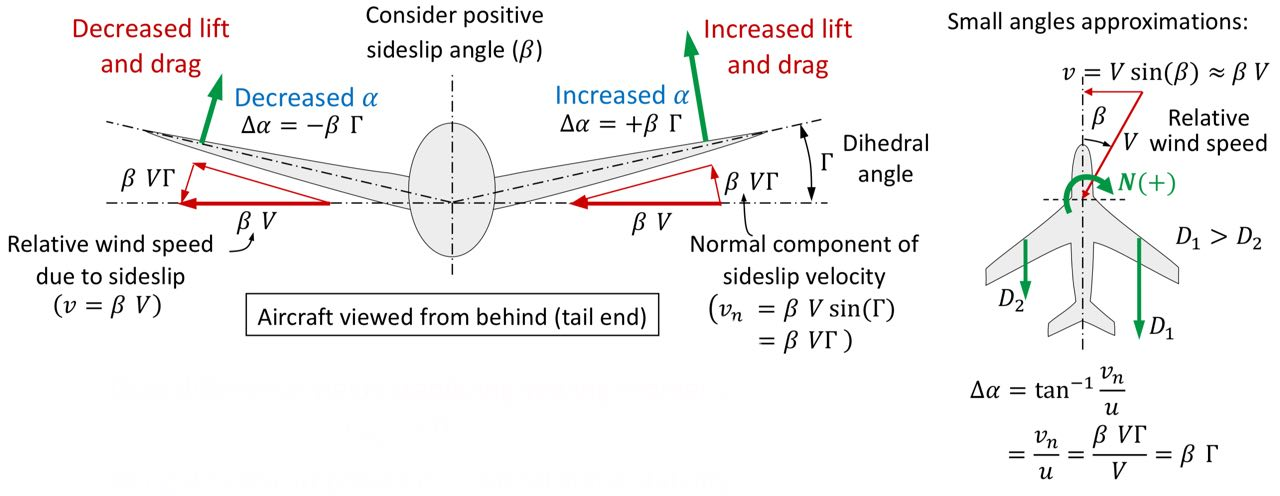 Decreased lift
and drag
Consider positive
sideslip angle (β)
Increased lift
and drag
Decreased α
Δα = −β Γ
Increased α
Δα = +β Γ
Γ
Dihedral
angle
β VΓ
β V
β VΓ
β V
Relative wind speed
due to sideslip
(v = β V)
Normal component of
sideslip velocity
(vₙ = β V sin(Γ)
= β VΓ )
Aircraft viewed from behind (tail end)
Small angles approximations:
v = V sin(β) ≈ β V
β
V
Relative
wind speed
N(+)
D₁ > D₂
D₂
D₁
Δα = tan⁻¹ vₙ/u
= vₙ/u = β VΓ/V = β Γ